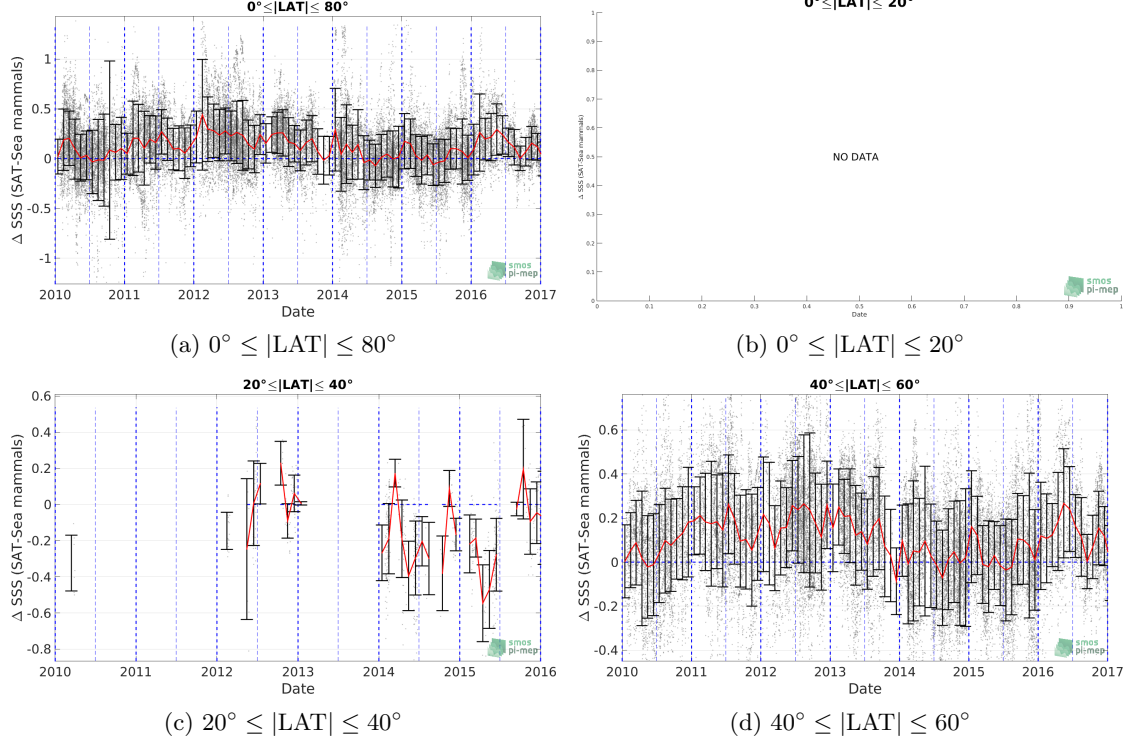 0°≤|LAT|≤ 80°
Δ SSS (SAT-Sea mammals)
1
0.5
0
-0.5
-1
2010 2011 2012 2013 2014 2015 2016 2017
Date
smos
pi-mep
(a) 0° ≤ |LAT| ≤ 80°
0°≤|LAT|≤ 20°
Δ SSS (SAT-Sea mammals)
1
0.9
0.8
0.7
0.6
0.5
0.4
0.3
0.2
0.1
0
NO DATA
0 0.1 0.2 0.3 0.4 0.5 0.6 0.7 0.8 0.9 1
Date
smos
pi-mep
(b) 0° ≤ |LAT| ≤ 20°
20°≤|LAT|≤ 40°
Δ SSS (SAT-Sea mammals)
0.6
0.4
0.2
0
-0.2
-0.4
-0.6
-0.8
2010 2011 2012 2013 2014 2015 2016
Date
smos
pi-mep
(c) 20° ≤ |LAT| ≤ 40°
40°≤|LAT|≤ 60°
Δ SSS (SAT-Sea mammals)
0.6
0.4
0.2
0
-0.2
-0.4
2010 2011 2012 2013 2014 2015 2016 2017
Date
smos
pi-mep
(d) 40° ≤ |LAT| ≤ 60°